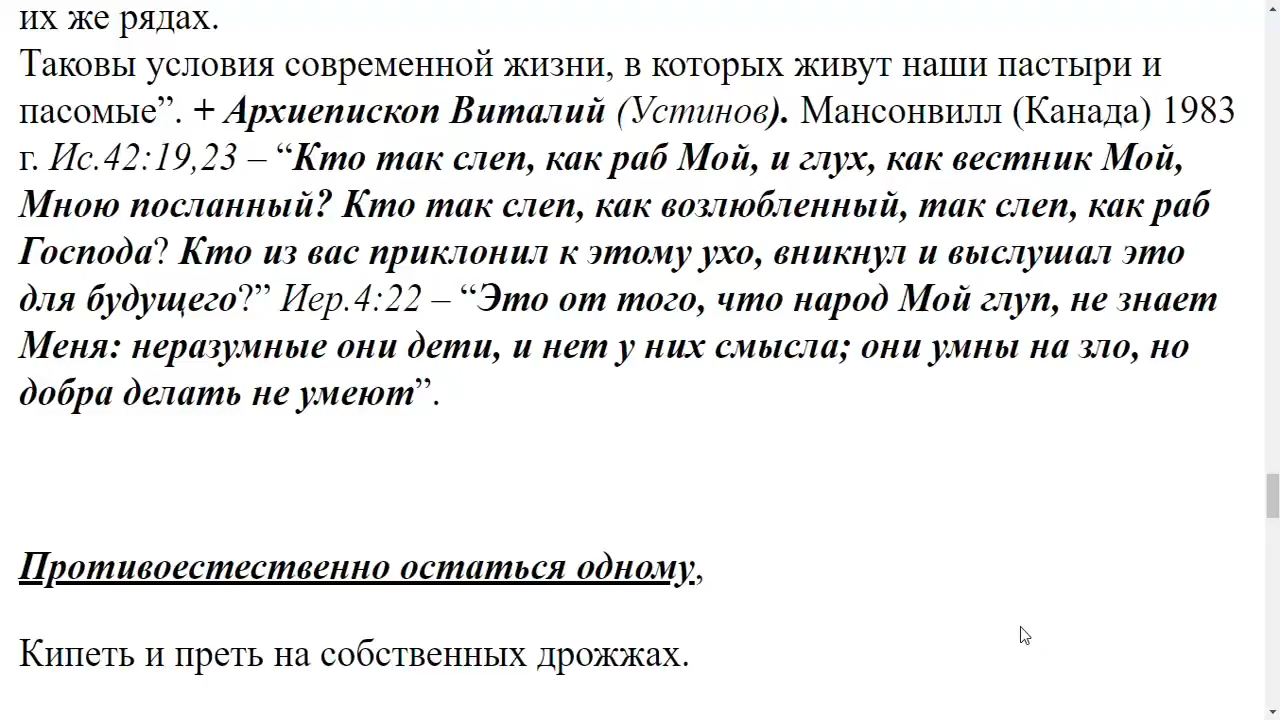 их же рядах.
Таковы условия современной жизни, в которых живут наши пастыри и
пасомые”. + Архиепископ Виталий (Устинов). Мансонвилл (Канада) 1983
г. Ис.42:19,23 – “Кто так слеп, как раб Мой, и глух, как вестник Мой,
Мною посланный? Кто так слеп, как возлюбленный, так слеп, как раб
Господа? Кто из вас приклонил к этому ухо, вникнул и выслушал это
для будущего?” Иер.4:22 – “Это от того, что народ Мой глуп, не знает
Меня: неразумные они дети, и нет у них смысла; они умны на зло, но
добра делать не умеют”.
Противоестественно остаться одному,
Кипеть и преть на собственных дрожжах.